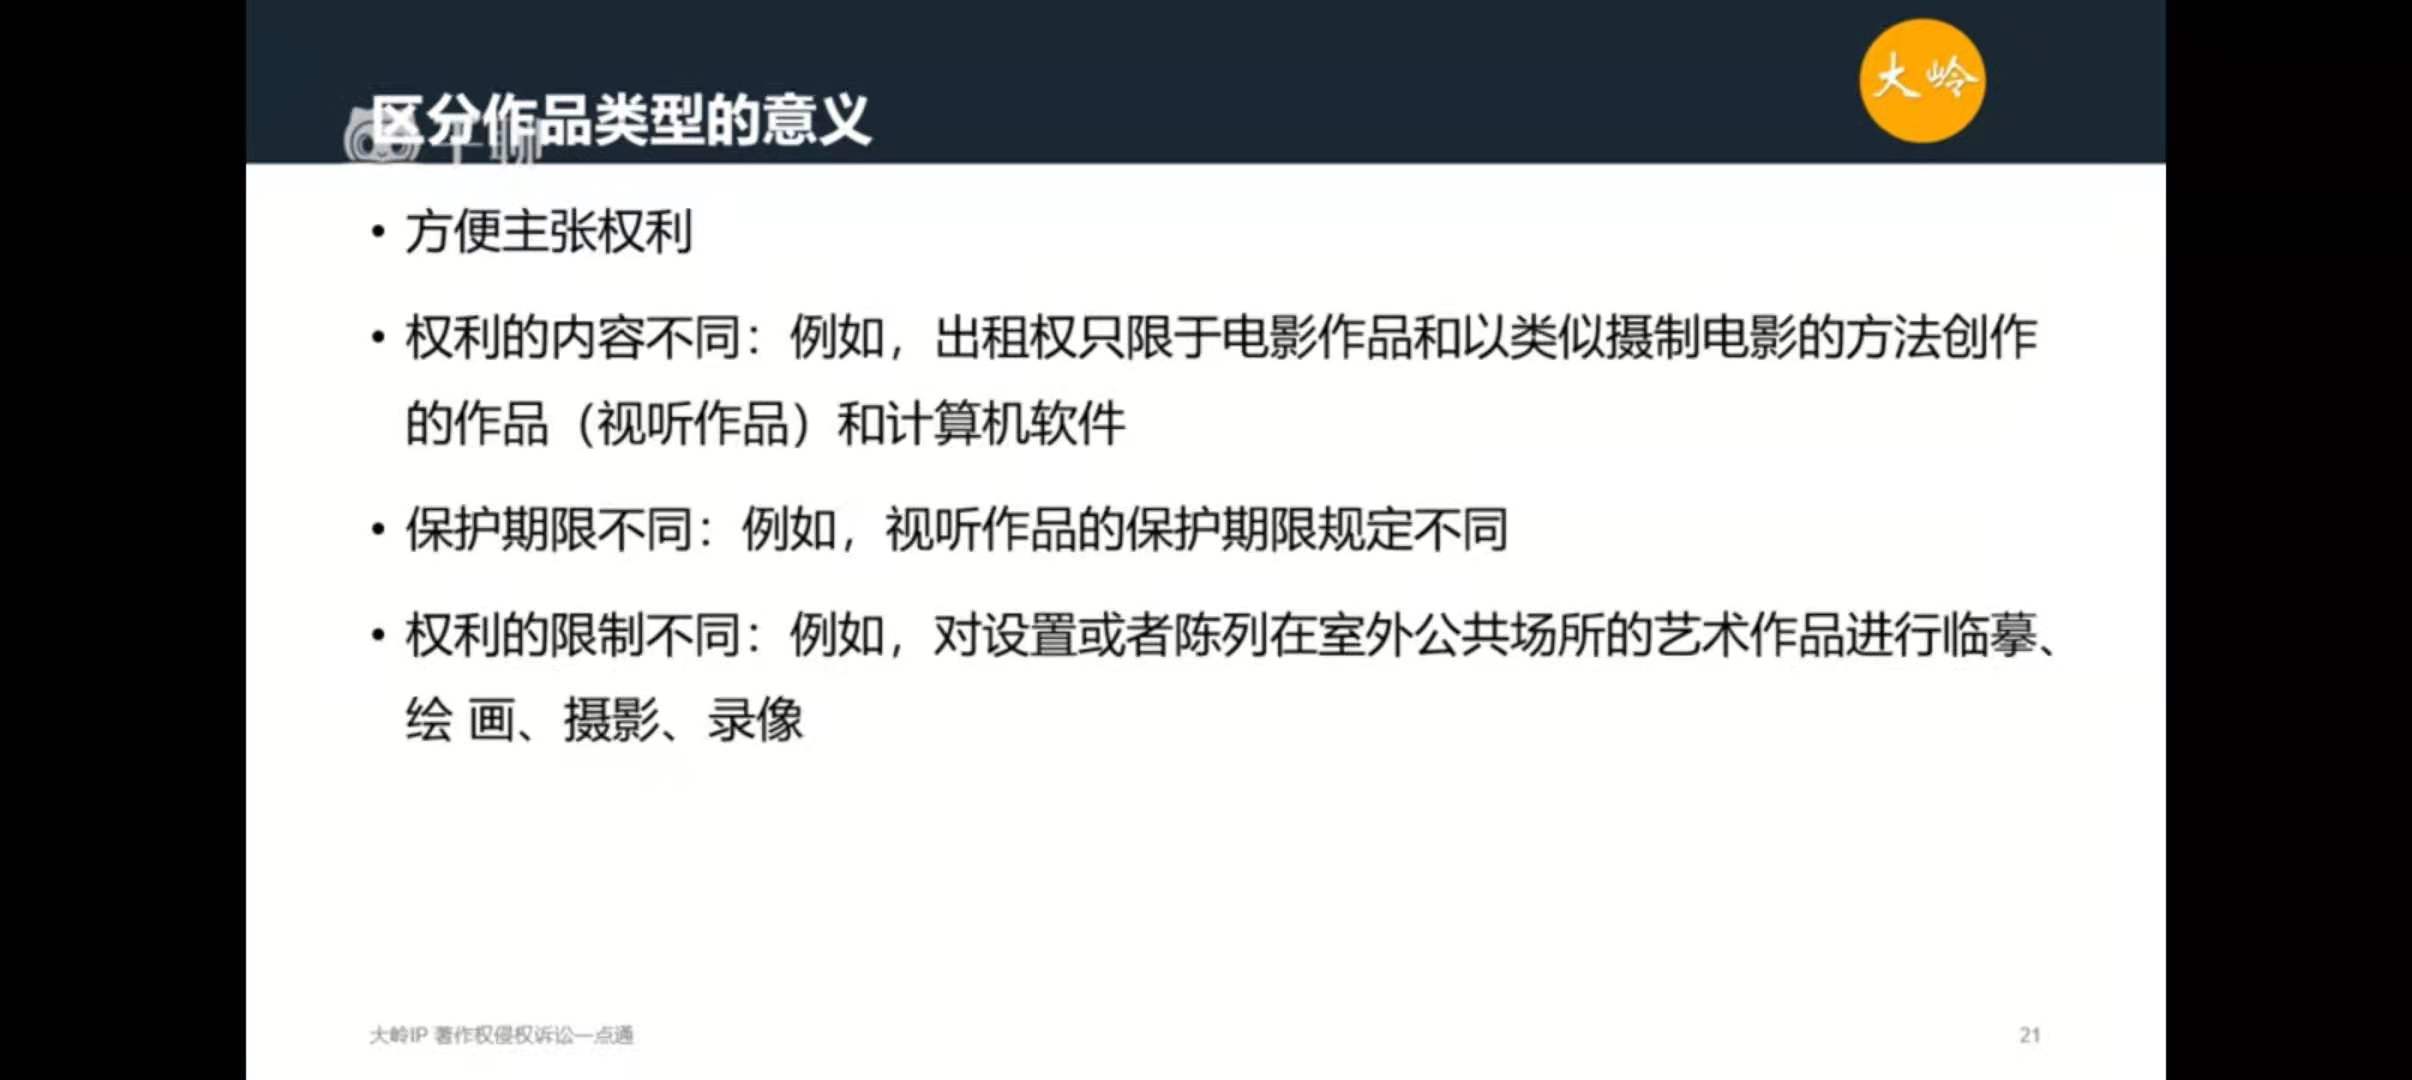 大岭
区分作品类型的意义
千聊
• 方便主张权利
• 权利的内容不同：例如，出租权只限于电影作品和以类似摄制电影的方法创作
的作品（视听作品）和计算机软件
• 保护期限不同：例如，视听作品的保护期限规定不同
• 权利的限制不同：例如，对设置或者陈列在室外公共场所的艺术作品进行临摹、
绘 画、摄影、录像
大岭IP 著作权侵权诉讼一点通
21